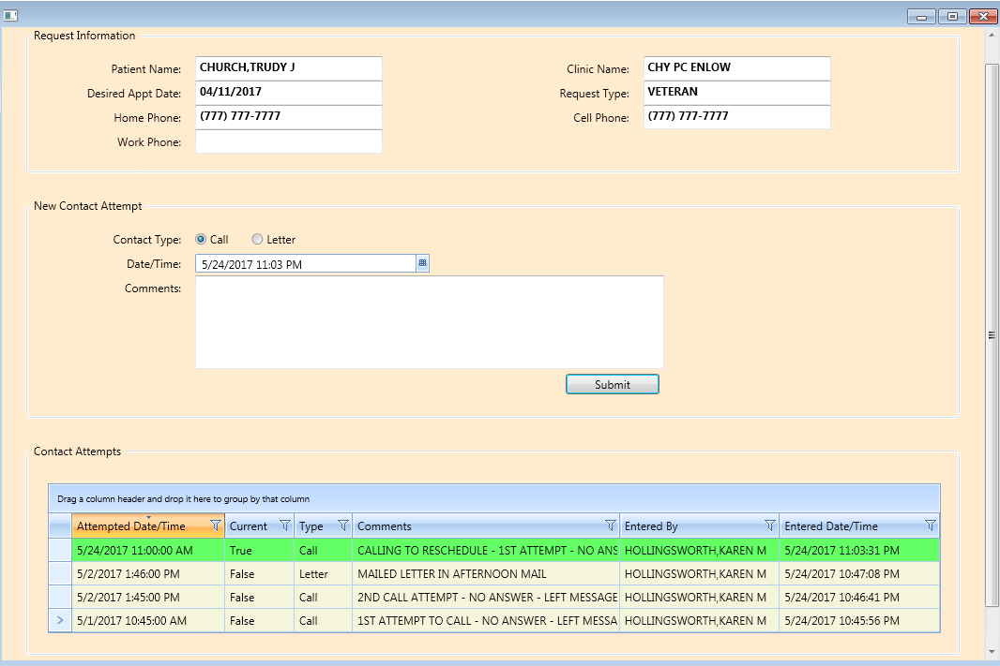 Request Information
Patient Name: CHURCH,TRUDY J Clinic Name: CHY PC ENLOW
Desired Appt Date: 04/11/2017 Request Type: VETERAN
Home Phone: (777) 777-7777 Cell Phone: (777) 777-7777
Work Phone:
New Contact Attempt
Contact Type: Call Letter
Date/Time: 5/24/2017 11:03 PM
Comments:
Submit
Contact Attempts
Drag a column header and drop it here to group by that column
Attempted Date/Time Current Type Comments Entered By Entered Date/Time
5/24/2017 11:00:00 AM True Call CALLING TO RESCHEDULE - 1ST ATTEMPT - NO ANS HOLLINGSWORTH,KAREN M 5/24/2017 11:03:31 PM
5/2/2017 1:46:00 PM False Letter MAILED LETTER IN AFTERNOON MAIL HOLLINGSWORTH,KAREN M 5/24/2017 10:47:08 PM
5/2/2017 1:45:00 PM False Call 2ND CALL ATTEMPT - NO ANSWER - LEFT MESSAGE HOLLINGSWORTH,KAREN M 5/24/2017 10:46:41 PM
5/1/2017 10:45:00 AM False Call 1ST ATTEMPT TO CALL - NO ANSWER - LEFT MESSA HOLLINGSWORTH,KAREN M 5/24/2017 10:45:56 PM